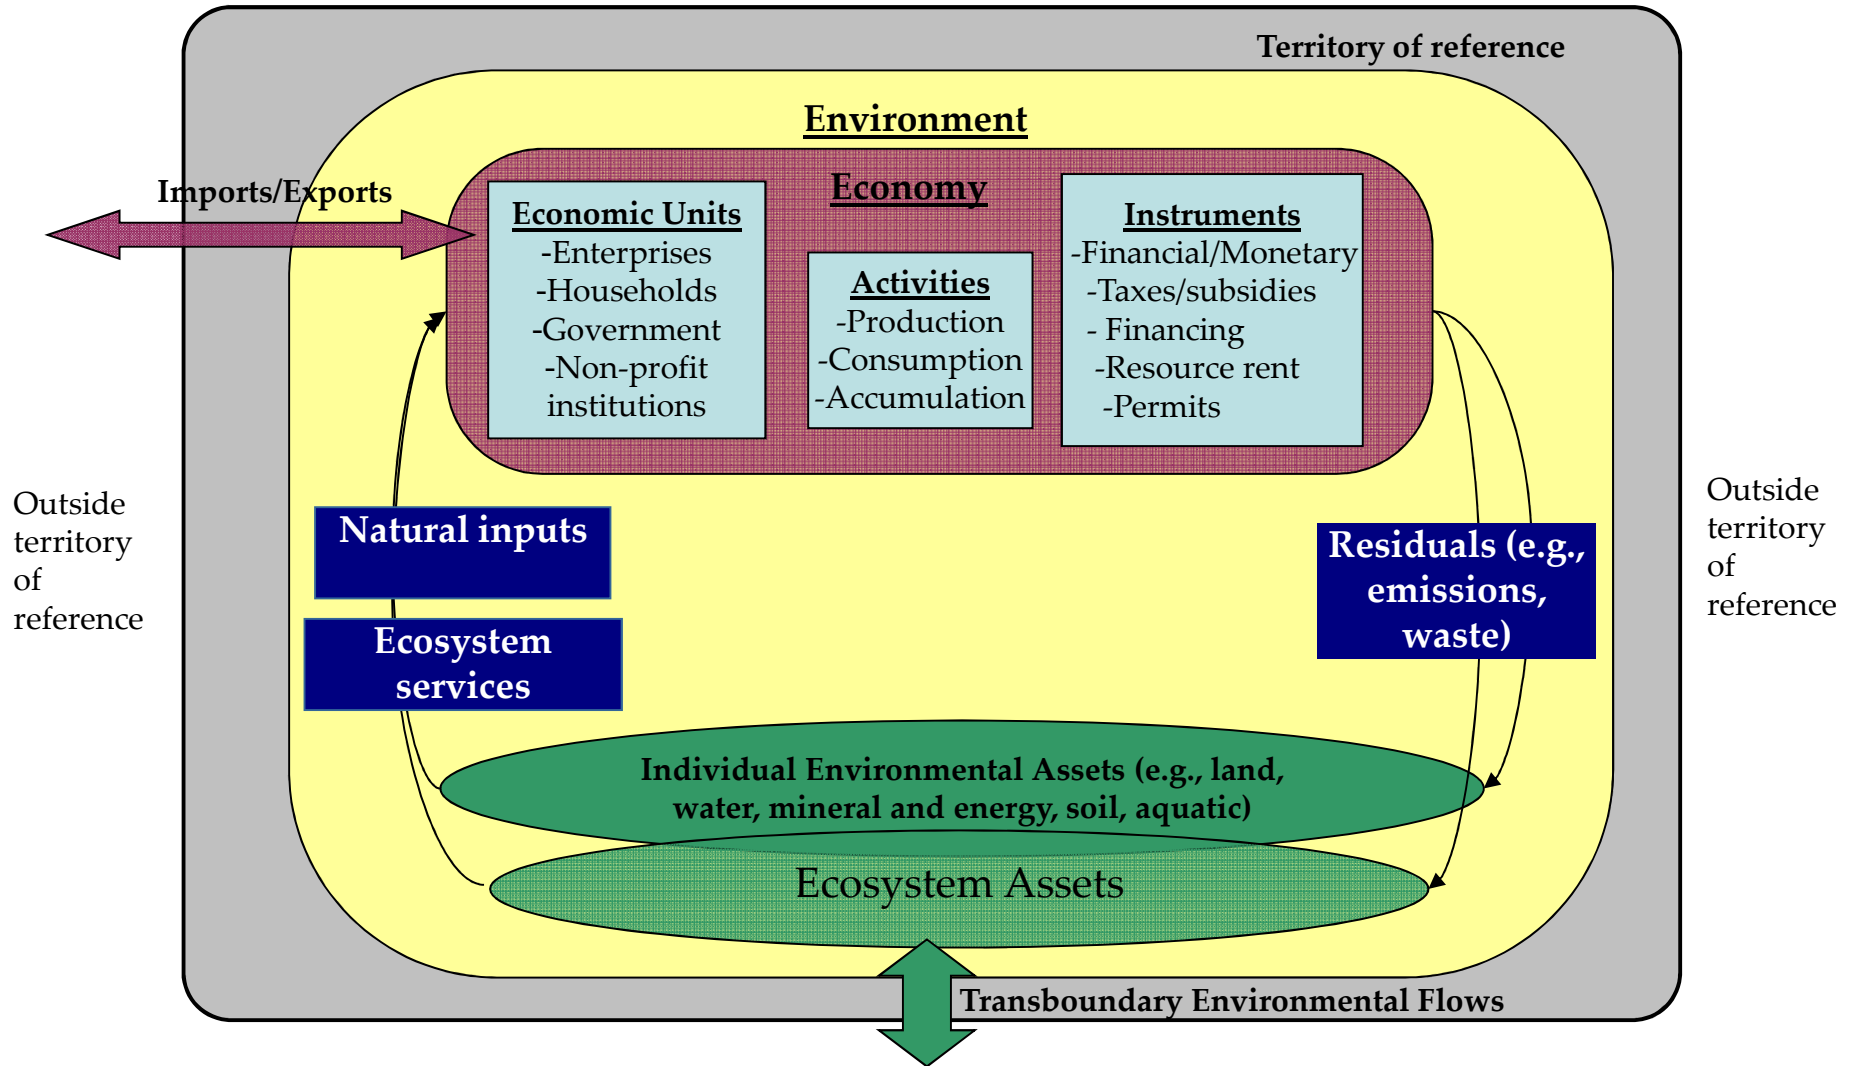 Territory of reference
Environment
Imports/Exports
Economy
Economic Units
-Enterprises
-Households
-Government
-Non-profit
institutions
Activities
-Production
-Consumption
-Accumulation
Instruments
-Financial/Monetary
-Taxes/subsidies
- Financing
-Resource rent
-Permits
Outside
territory
of
reference
Natural inputs
Ecosystem
services
Residuals (e.g.,
emissions,
waste)
Outside
territory
of
reference
Individual Environmental Assets (e.g., land,
water, mineral and energy, soil, aquatic)
Ecosystem Assets
Transboundary Environmental Flows